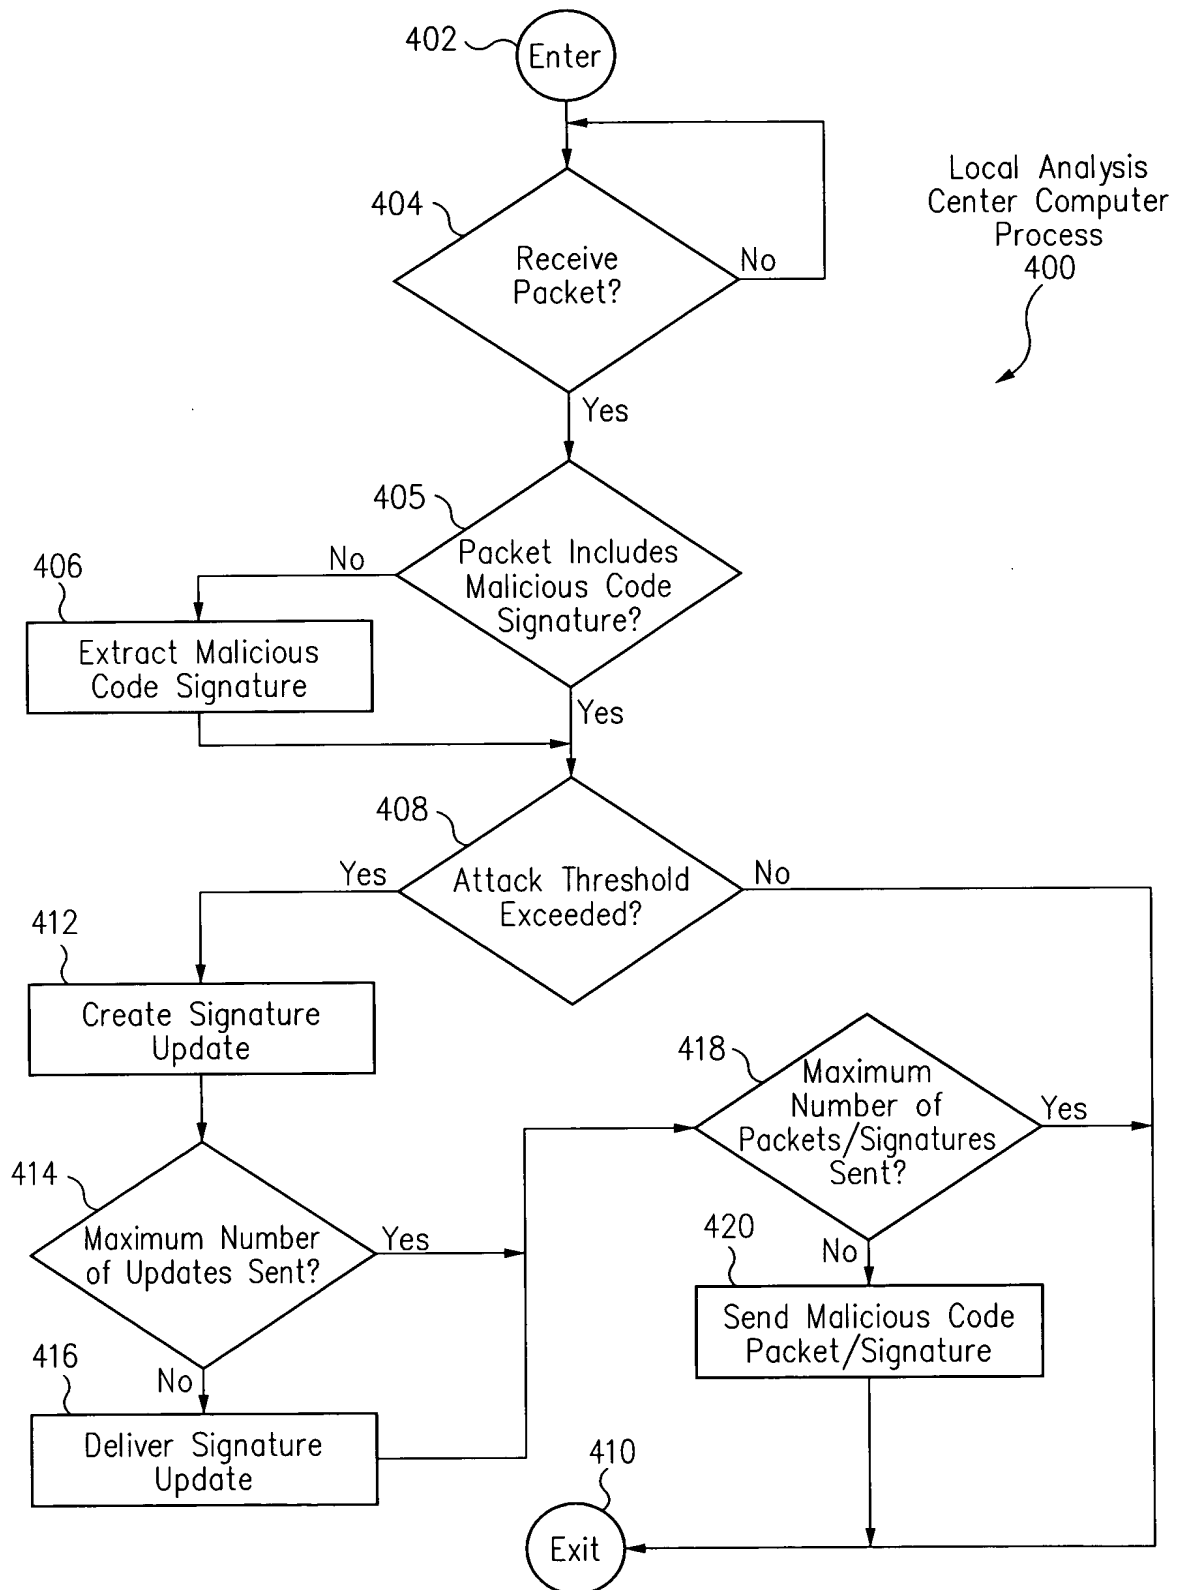 402
Enter
Local Analysis
Center Computer
Process
400
404
Receive
Packet?
No
Yes
405
Packet Includes
Malicious Code
Signature?
No
406
Extract Malicious
Code Signature
Yes
408
Attack Threshold
Exceeded?
Yes
No
412
Create Signature
Update
418
Maximum
Number of
Packets/Signatures
Sent?
Yes
414
Maximum Number
of Updates Sent?
Yes
No
420
Send Malicious Code
Packet/Signature
416
No
Deliver Signature
Update
410
Exit